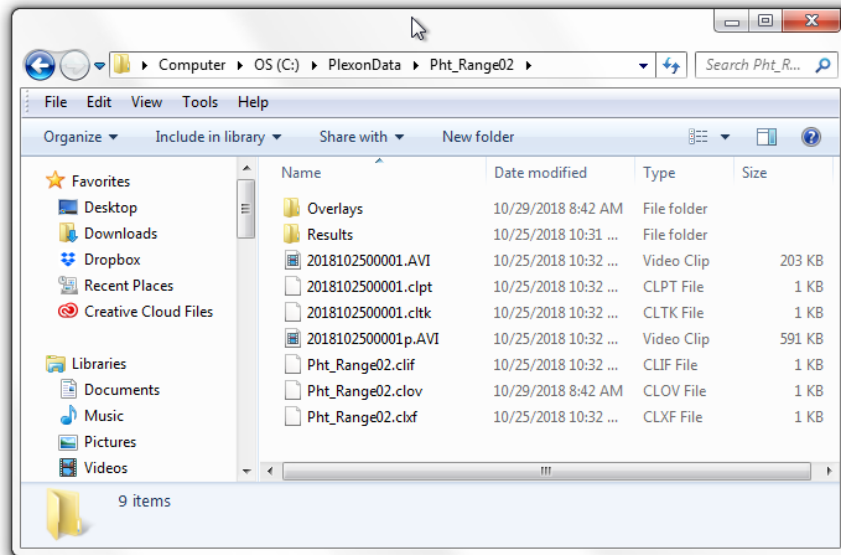 Computer OS (C:) PlexonData Pht_Range02 Search Pht_R...
File Edit View Tools Help
Organize Include in library Share with New folder
Favorites
Desktop
Downloads
Dropbox
Recent Places
Creative Cloud Files
Libraries
Documents
Music
Pictures
Videos
Name Date modified Type Size
Overlays 10/29/2018 8:42 AM File folder
Results 10/25/2018 10:31 ... File folder
2018102500001.AVI 10/25/2018 10:32 ... Video Clip 203 KB
2018102500001.clpt 10/25/2018 10:32 ... CLPT File 1 KB
2018102500001.cltk 10/25/2018 10:32 ... CLTK File 1 KB
2018102500001p.AVI 10/25/2018 10:32 ... Video Clip 591 KB
Pht_Range02.clif 10/25/2018 10:32 ... CLIF File 1 KB
Pht_Range02.clov 10/29/2018 8:42 AM CLOV File 1 KB
Pht_Range02.clxf 10/25/2018 10:32 ... CLXF File 1 KB
9 items